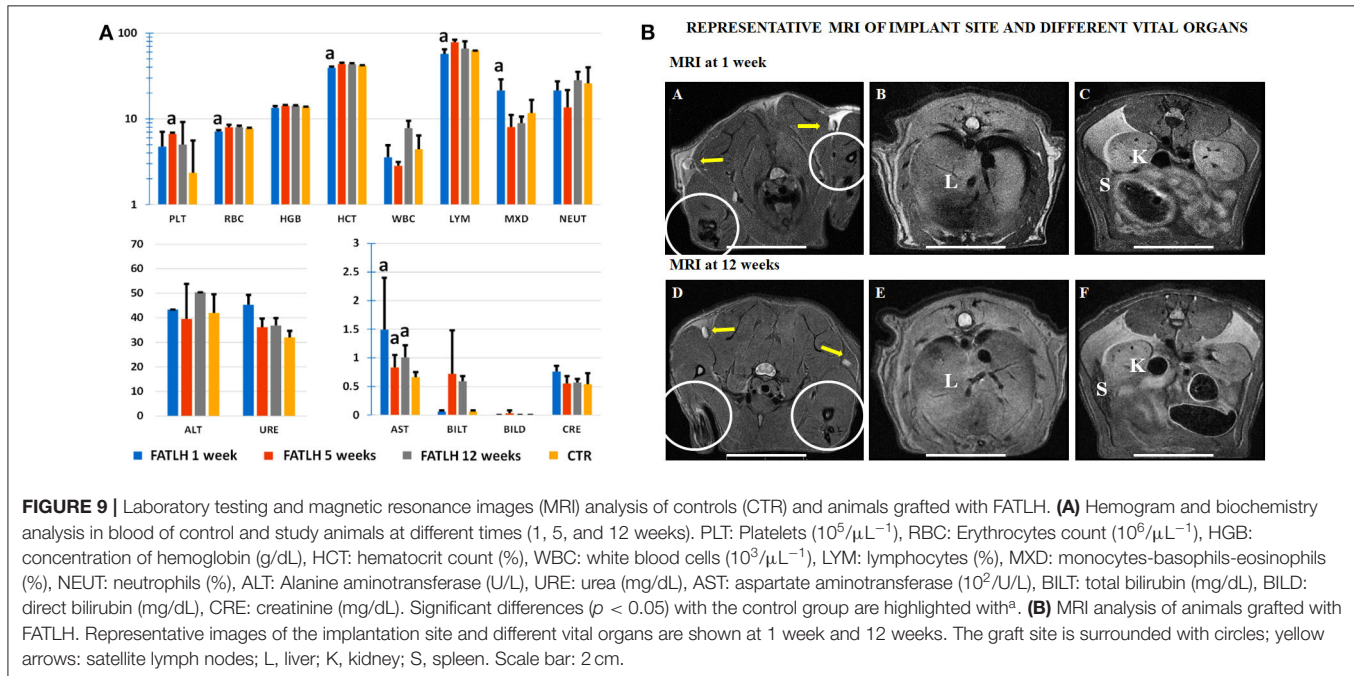 A
100
10
1
a
a
a
a
a
PLT RBC HGB HCT WBC LYM MXD NEUT
70
60
50
40
30
20
10
0
ALT URE
3
2.5
2
1.5
1
0.5
0
a
a
a
AST BILT BILD CRE
FATLH 1 week FATLH 5 weeks FATLH 12 weeks CTR
B REPRESENTATIVE MRI OF IMPLANT SITE AND DIFFERENT VITAL ORGANS
MRI at 1 week
A
B
L
C
K
S
MRI at 12 weeks
D
E
L
F
K
S
FIGURE 9 | Laboratory testing and magnetic resonance images (MRI) analysis of controls (CTR) and animals grafted with FATLH. (A) Hemogram and biochemistry
analysis in blood of control and study animals at different times (1, 5, and 12 weeks). PLT: Platelets (10⁵/μL⁻¹), RBC: Erythrocytes count (10⁶/μL⁻¹), HGB:
concentration of hemoglobin (g/dL), HCT: hematocrit count (%), WBC: white blood cells (10³/μL⁻¹), LYM: lymphocytes (%), MXD: monocytes-basophils-eosinophils
(%), NEUT: neutrophils (%), ALT: Alanine aminotransferase (U/L), URE: urea (mg/dL), AST: aspartate aminotransferase (10²/U/L), BILT: total bilirubin (mg/dL), BILD:
direct bilirubin (mg/dL), CRE: creatinine (mg/dL). Significant differences (p < 0.05) with the control group are highlighted withᵃ. (B) MRI analysis of animals grafted with
FATLH. Representative images of the implantation site and different vital organs are shown at 1 week and 12 weeks. The graft site is surrounded with circles; yellow
arrows: satellite lymph nodes; L, liver; K, kidney; S, spleen. Scale bar: 2 cm.